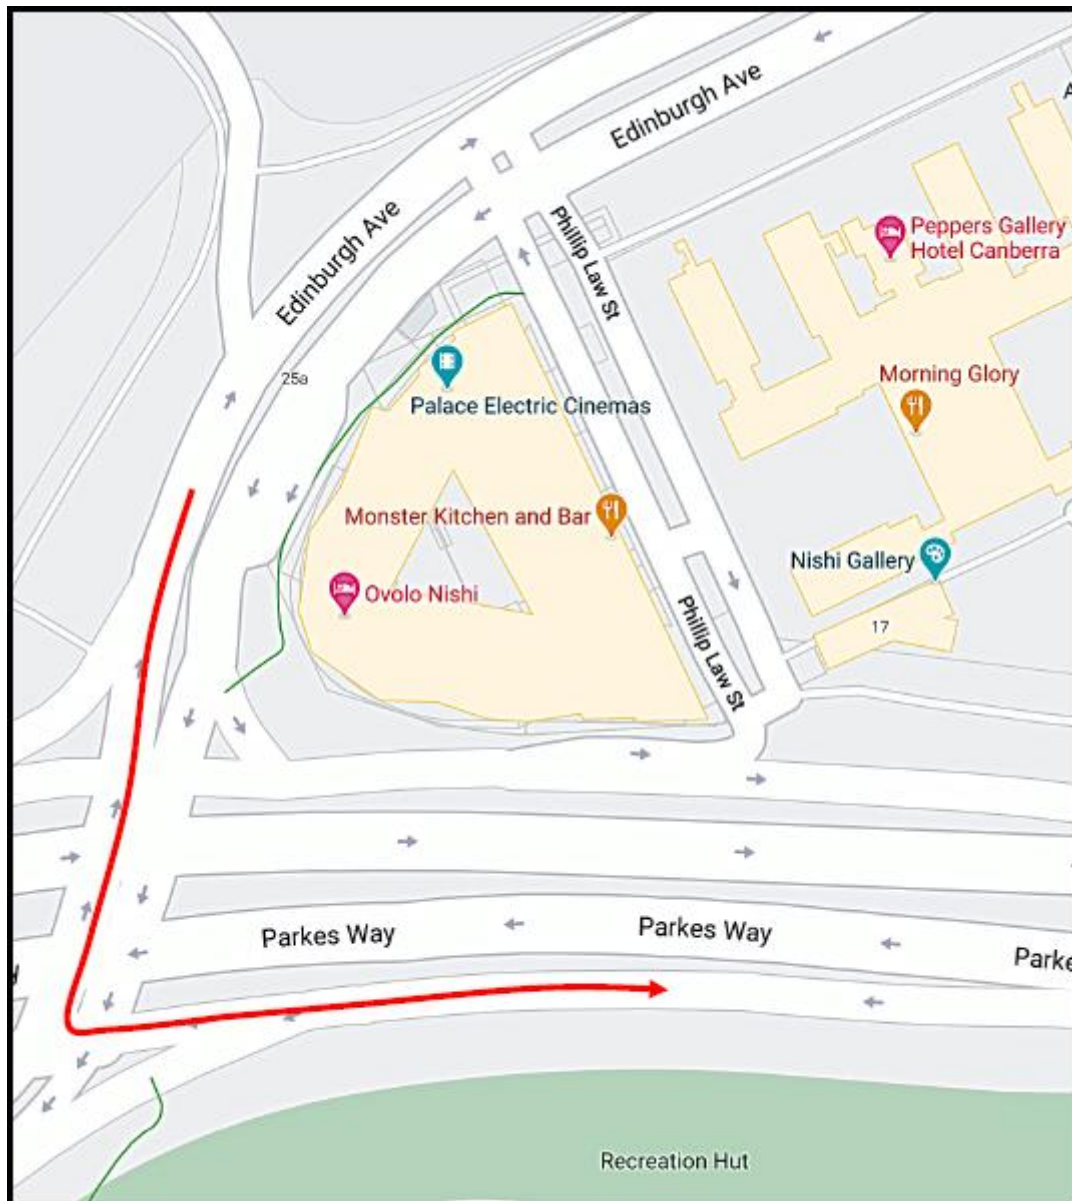 Edinburgh Ave
Edinburgh Ave
Phillip Law St
Peppers Gallery
Hotel Canberra
25a
Palace Electric Cinemas
Morning Glory
Monster Kitchen and Bar
Nishi Gallery
Ovolo Nishi
17
Phillip Law St
Parkes Way
Parkes Way
Recreation Hut